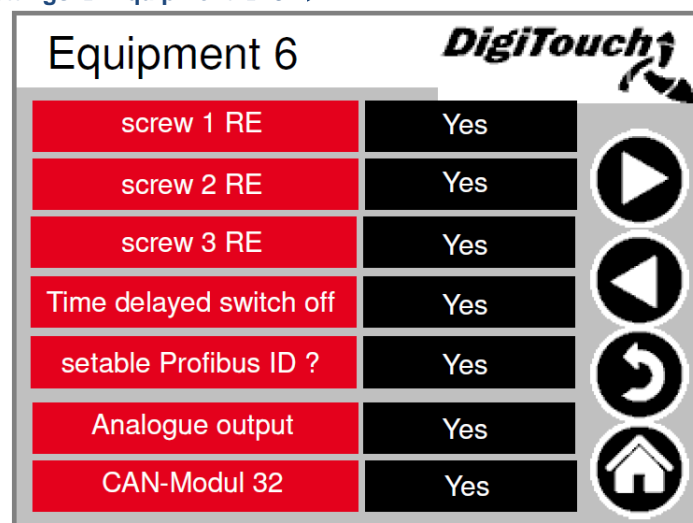 Equipment 6
DigiTouch
screw 1 RE Yes
screw 2 RE Yes
screw 3 RE Yes
Time delayed switch off Yes
setable Profibus ID ? Yes
Analogue output Yes
CAN-Modul 32 Yes